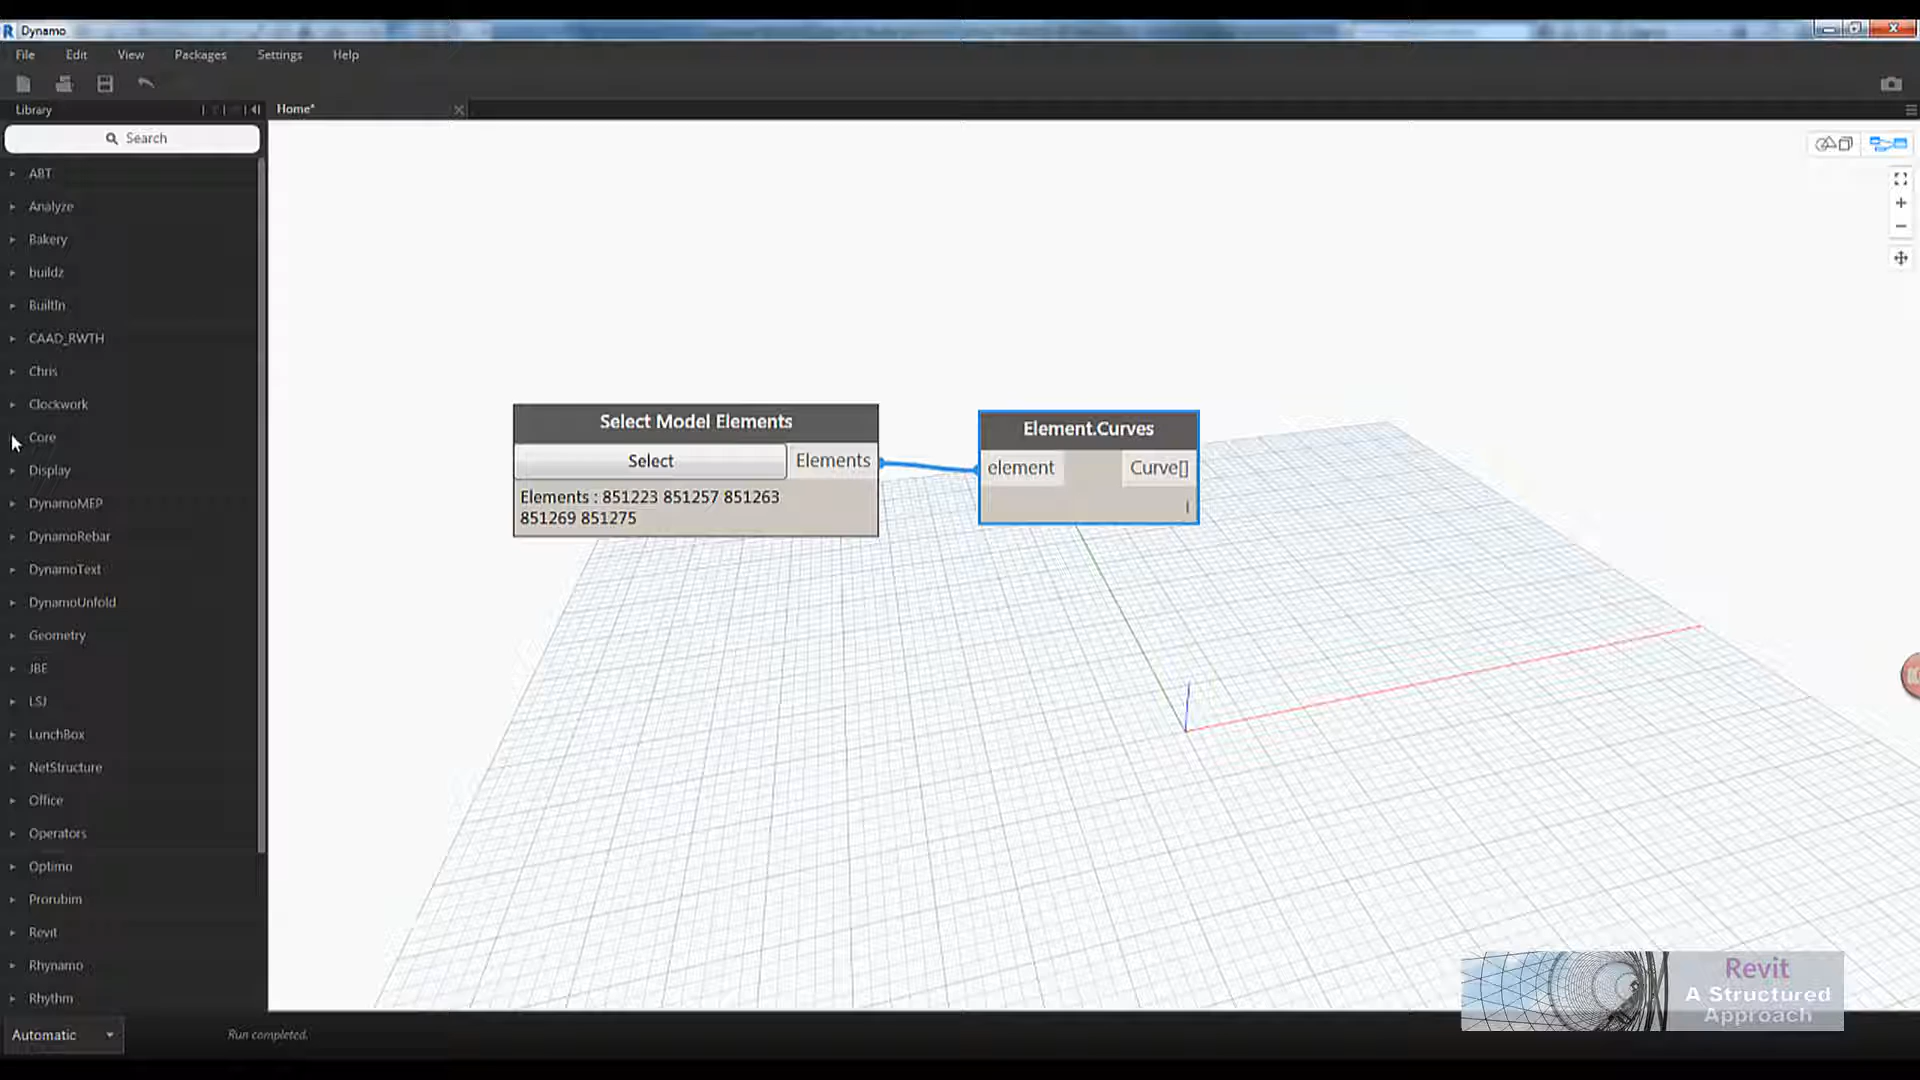 Dynamo
File Edit View Packages Settings Help
Library
Home*
Search
ABT
Analyze
Bakery
buildz
BuiltIn
CAAD_RWTH
Chris
Clockwork
Core
Display
DynamoMEP
DynamoRebar
DynamoText
DynamoUnfold
Geometry
JBE
LSJ
LunchBox
NetStructure
Office
Operators
Optimo
Prorubim
Revit
Rhynamo
Rhythm
Select Model Elements
Select Elements
Elements : 851223 851257 851263
851269 851275
Element.Curves
element Curve[]
Revit
A Structured
Approach
Automatic
Run completed.